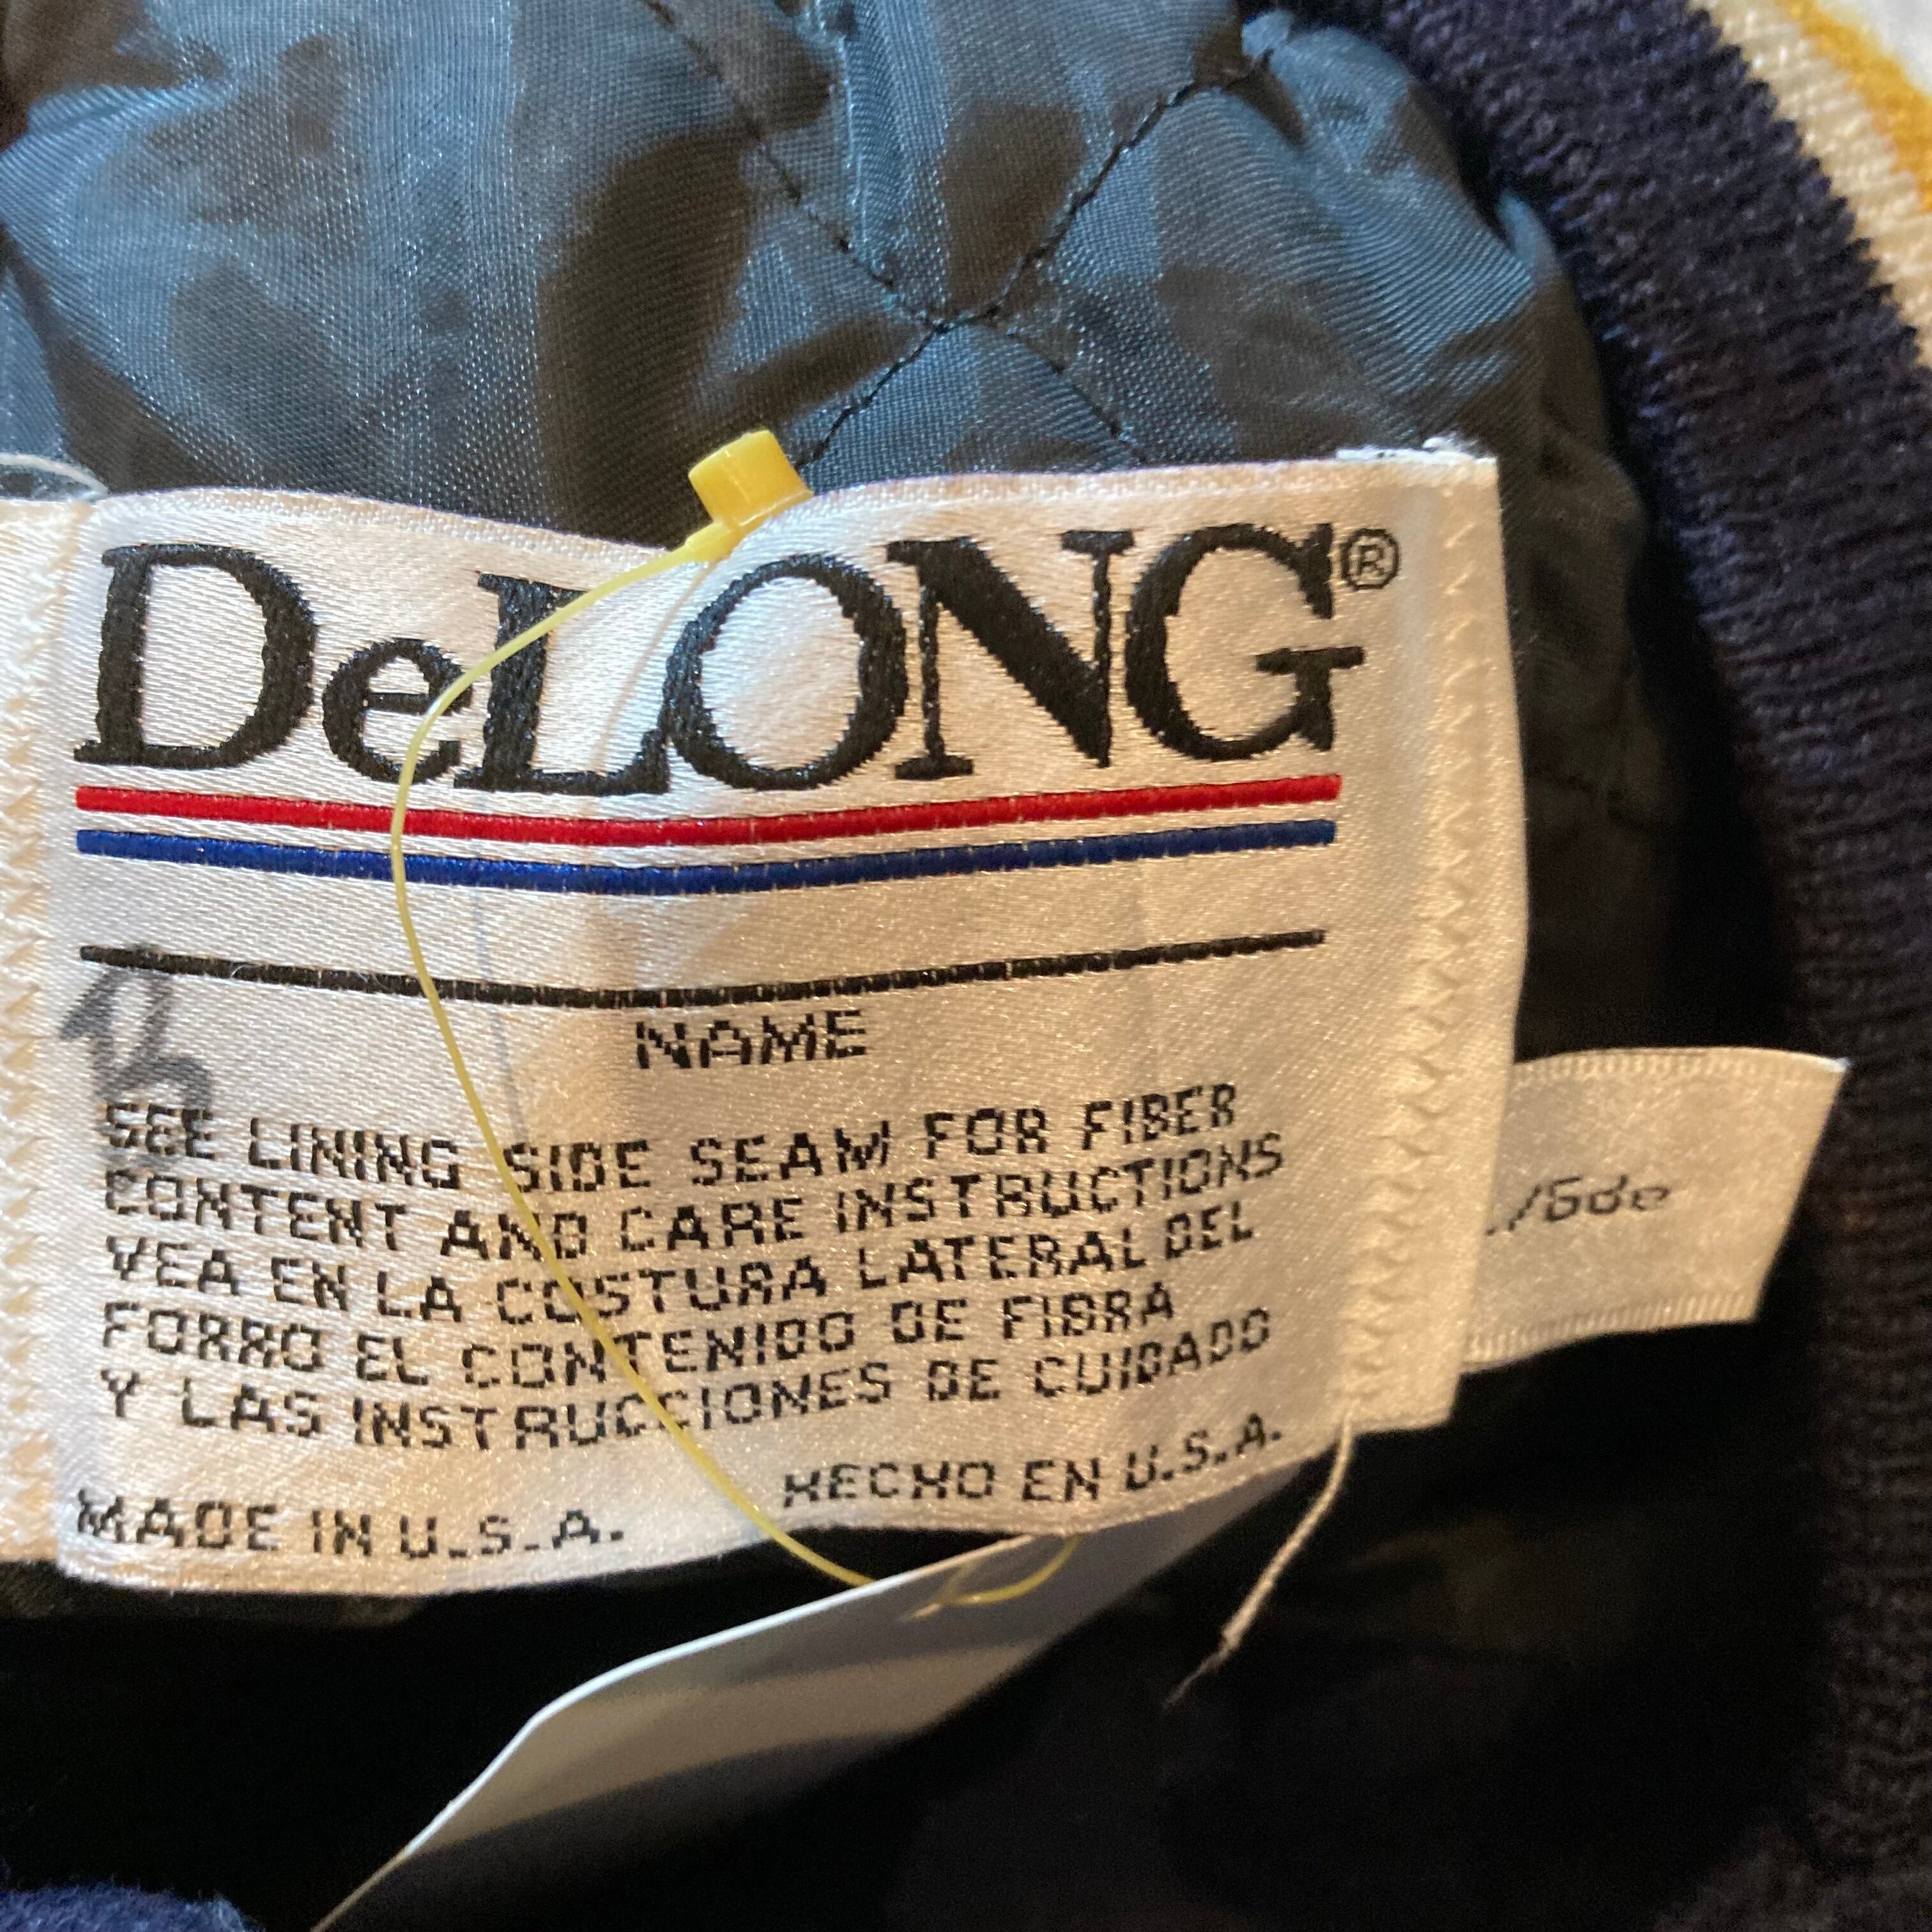 DeLONG®
NAME
SEE LINING SIDE SEAM FOR FIBER
CONTENT AND CARE INSTRUCTIONS
VEA EN LA COSTURA LATERAL DEL
FORRO EL CONTENIDO DE FIBRA
Y LAS INSTRUCCIONES DE CUIDADO
MADE IN U.S.A.
HECHO EN U.S.A.
/Gde